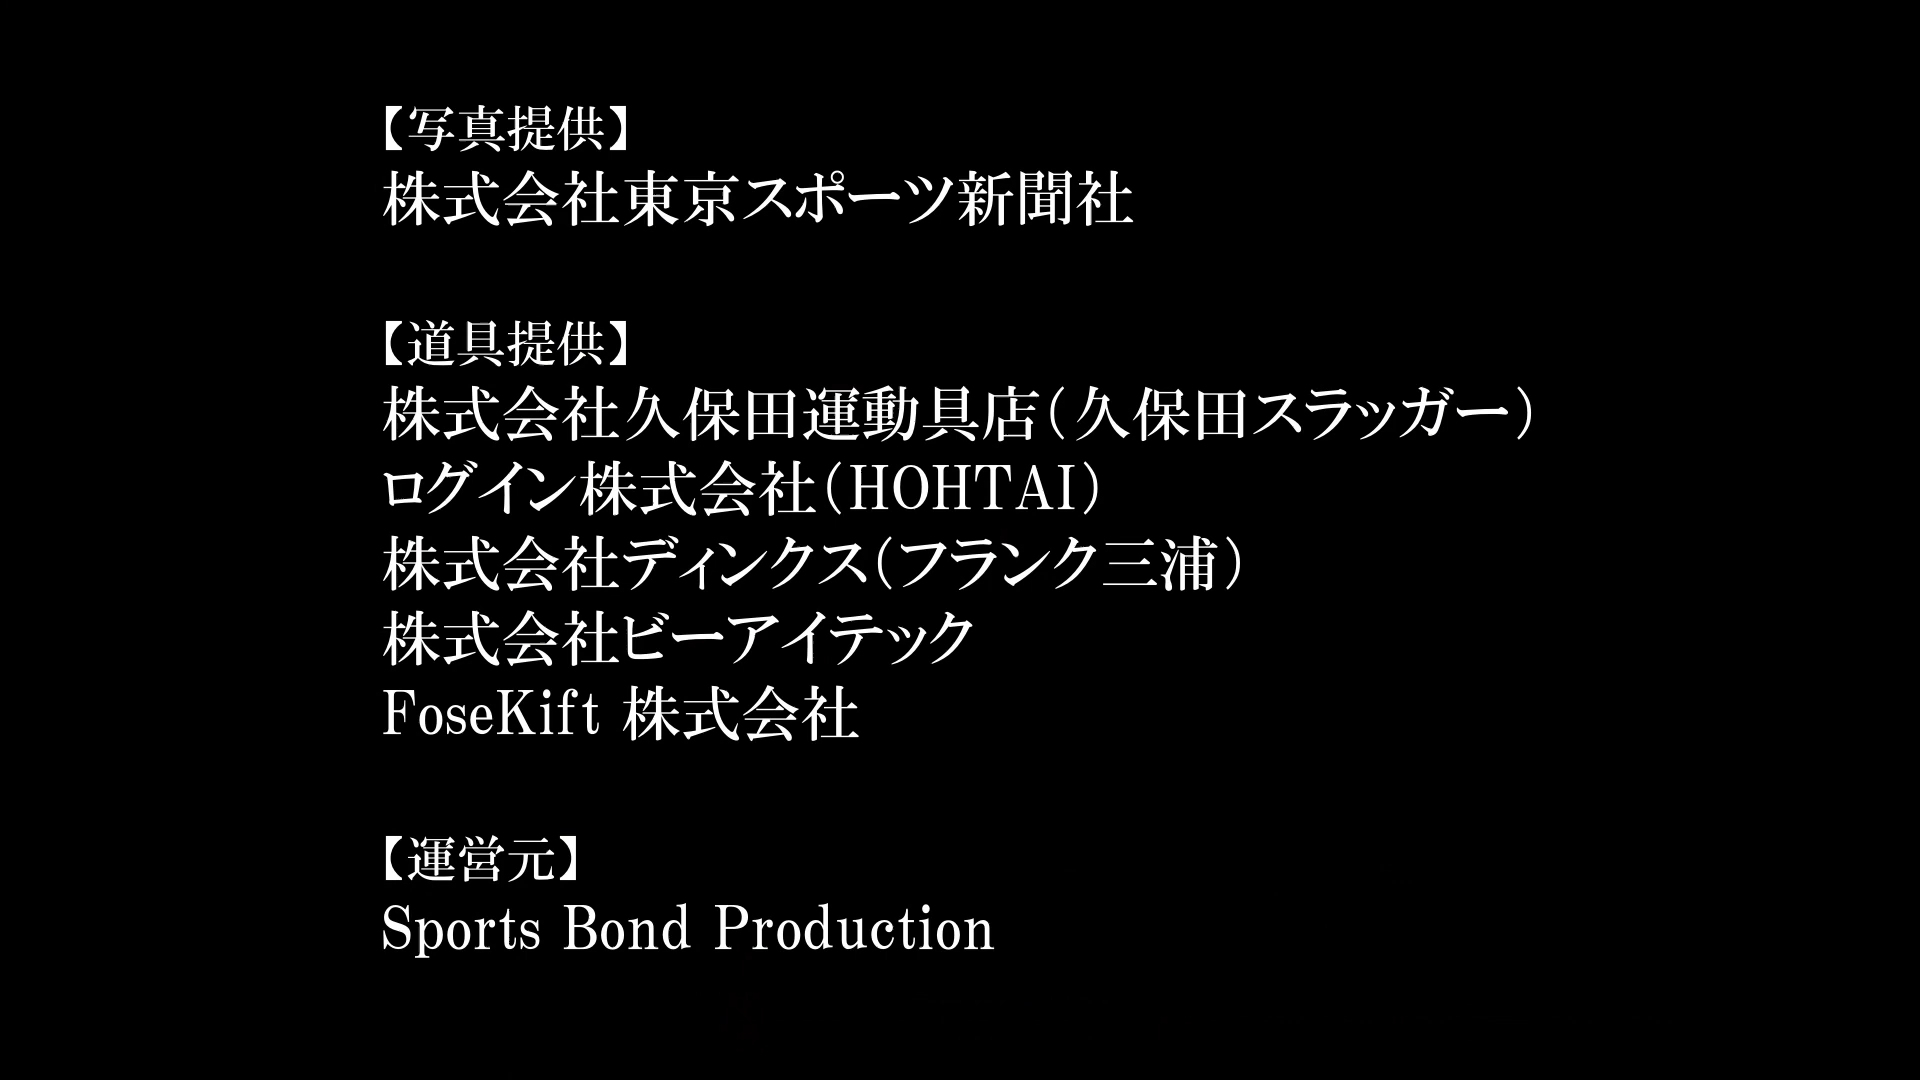 【写真提供】
株式会社東京スポーツ新聞社
【道具提供】
株式会社久保田運動具店（久保田スラッガー）
ログイン株式会社（HOHTAI）
株式会社ディンクス（フランク三浦）
株式会社ビーアイテック
FoseKift 株式会社
【運営元】
Sports Bond Production